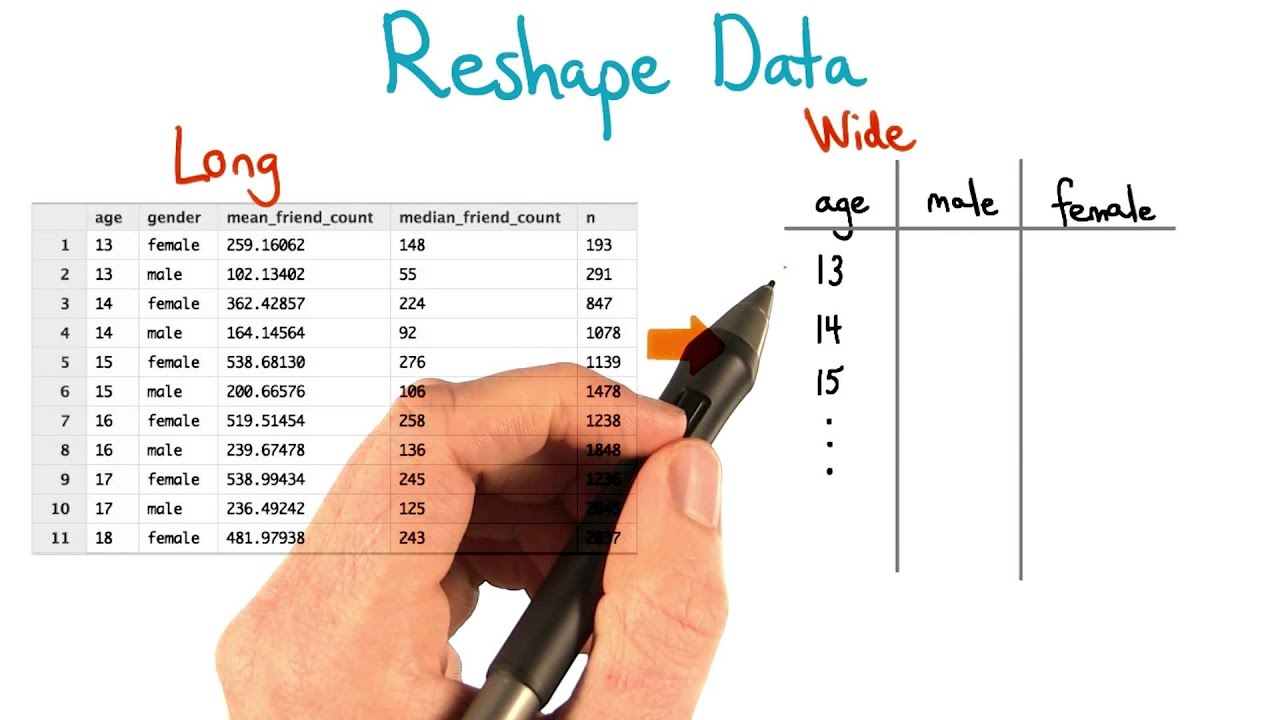 Reshape Data
Long
age gender mean_friend_count median_friend_count n
1 13 female 259.16062 148 193
2 13 male 102.13402 55 291
3 14 female 362.42857 224 847
4 14 male 164.14564 92 1078
5 15 female 538.68130 276 1139
6 15 male 200.66576 106 1478
7 16 female 519.51454 258 1238
8 16 male 239.67478 136 1848
9 17 female 538.99434 245 1236
10 17 male 236.49242 125 2045
11 18 female 481.97938 243 2037
Wide
age male female
13
14
15